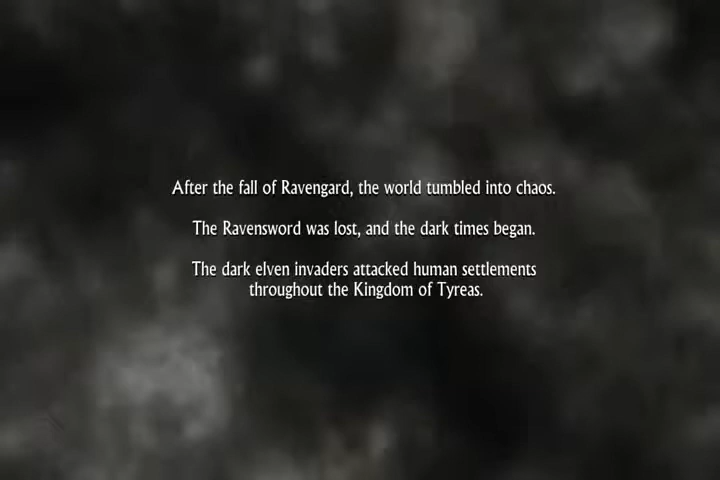 After the fall of Ravengard, the world tumbled into chaos.
The Ravensword was lost, and the dark times began.
The dark elven invaders attacked human settlements
throughout the Kingdom of Tyreas.